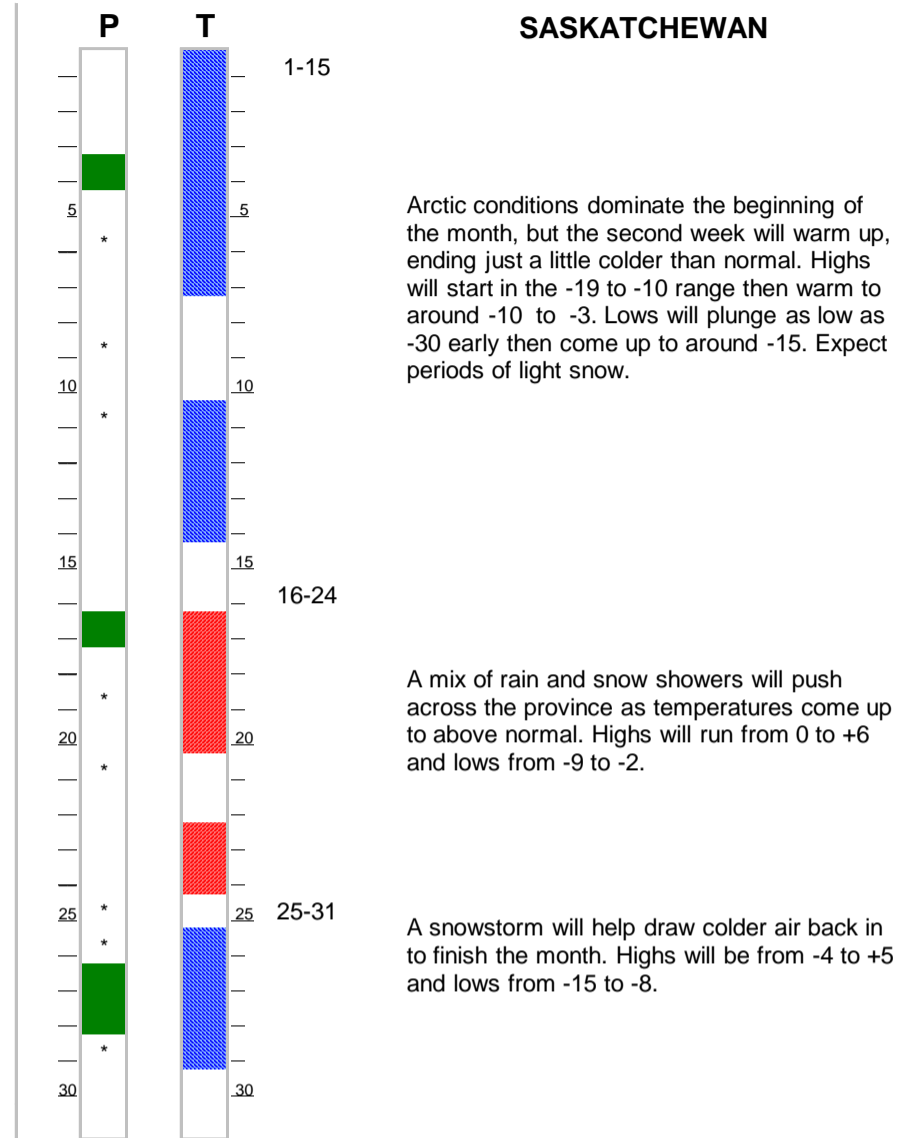 P T SASKATCHEWAN
1-15
5 5
*
Arctic conditions dominate the beginning of
the month, but the second week will warm up,
ending just a little colder than normal. Highs
will start in the -19 to -10 range then warm to
around -10 to -3. Lows will plunge as low as
-30 early then come up to around -15. Expect
periods of light snow.
*
10 10
*
15 15
16-24
A mix of rain and snow showers will push
across the province as temperatures come up
to above normal. Highs will run from 0 to +6
and lows from -9 to -2.
*
20 20
*
*
25 25 25-31
A snowstorm will help draw colder air back in
to finish the month. Highs will be from -4 to +5
and lows from -15 to -8.
*
*
30 30